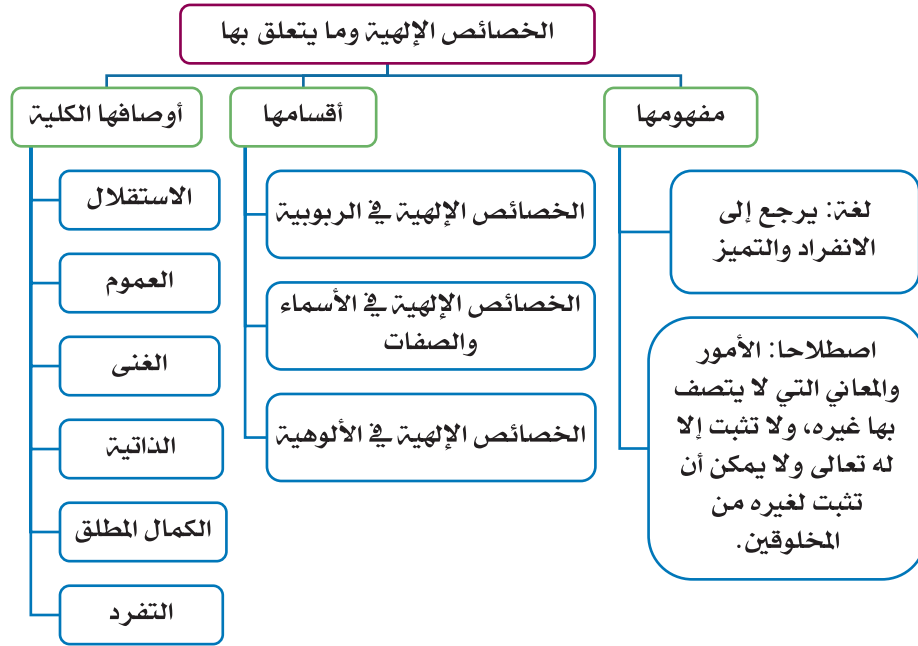 الخصائص الإلهية وما يتعلق بها
مفهومها
لغة: يرجع إلى
الانفراد والتميز
اصطلاحا: الأمور
والمعاني التي لا يتصف
بها غيره، ولا تثبت إلا
له تعالى ولا يمكن أن
تثبت لغيره من
المخلوقين.
أقسامها
الخصائص الإلهية في الربوبية
الخصائص الإلهية في الأسماء
والصفات
الخصائص الإلهية في الألوهية
أوصافها الكلية
الاستقلال
العموم
الغنى
الذاتية
الكمال المطلق
التفرد